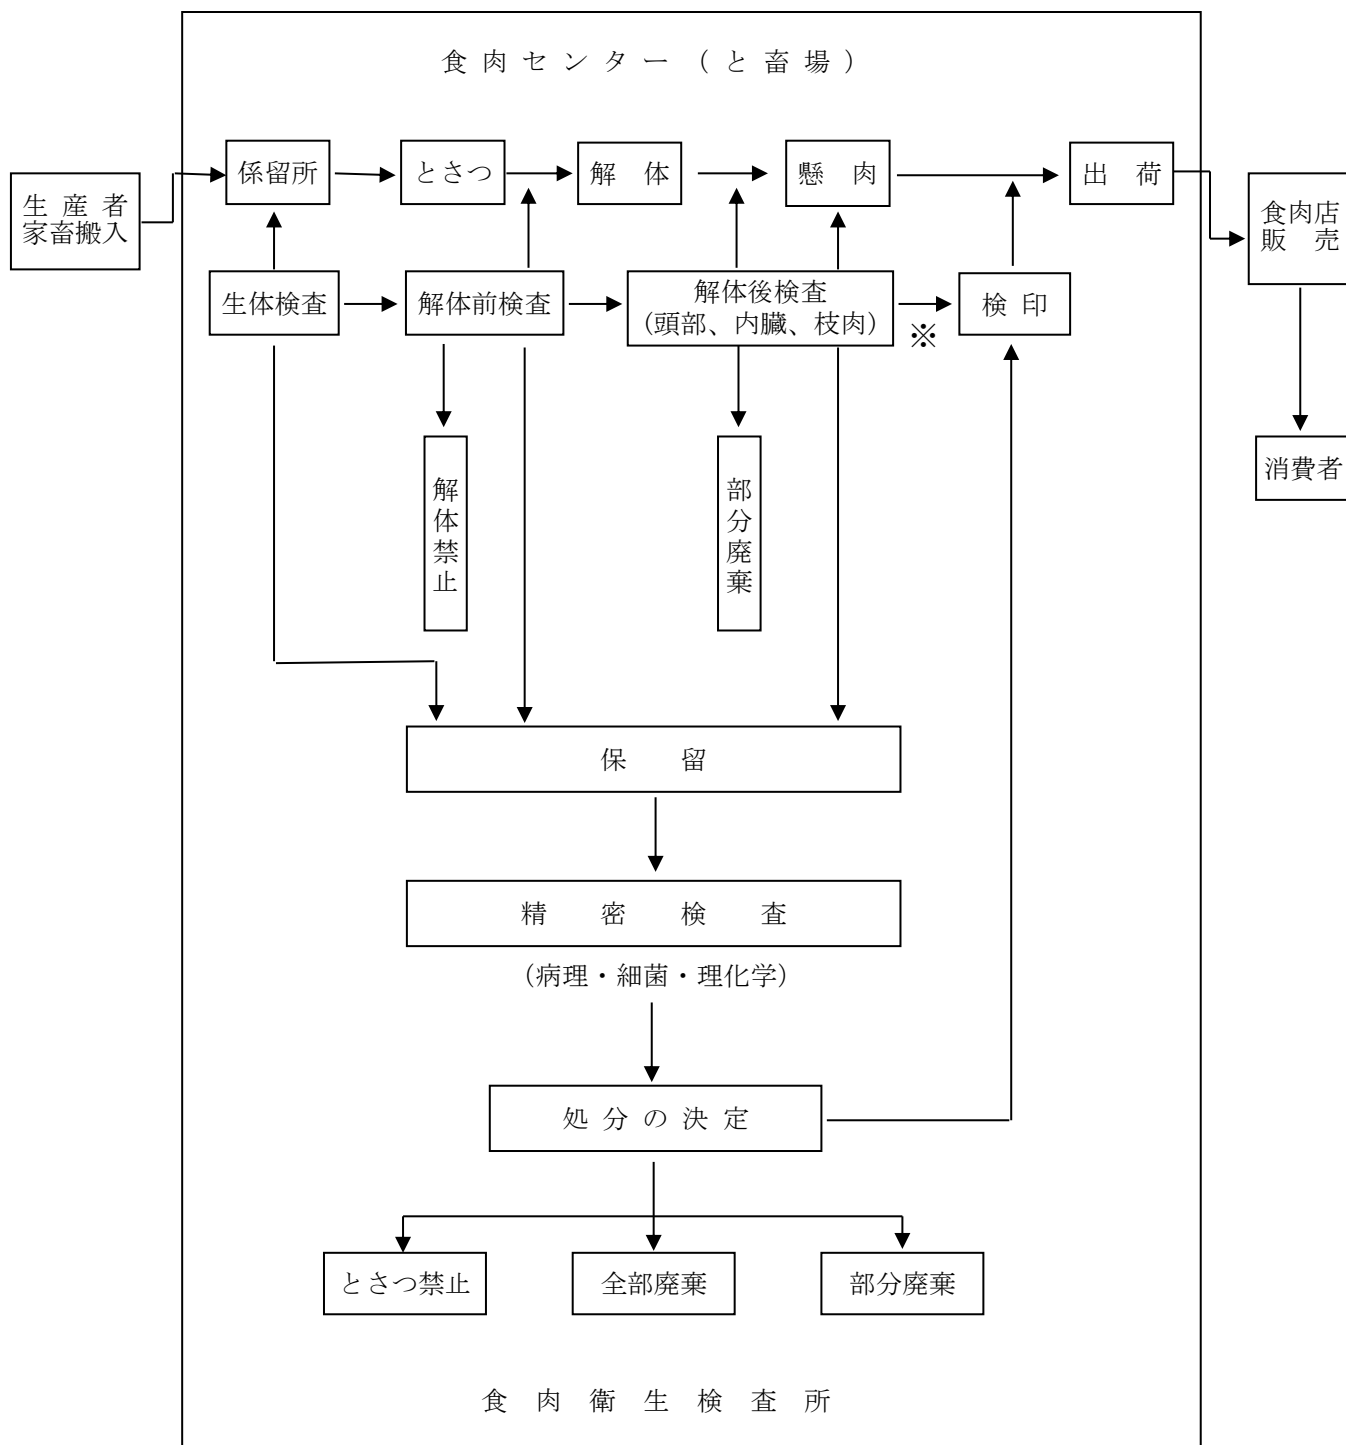 食肉センター（と畜場）
係留所
とさつ
解　体
懸　肉
出　荷
生産者
家畜搬入
食肉店
販　売
生体検査
解体前検査
解体後検査
（頭部、内臓、枝肉）
※
検印
消費者
解体禁止
部分廃棄
保　留
精　密　検　査
（病理・細菌・理化学）
処分の決定
とさつ禁止
全部廃棄
部分廃棄
食肉衛生検査所